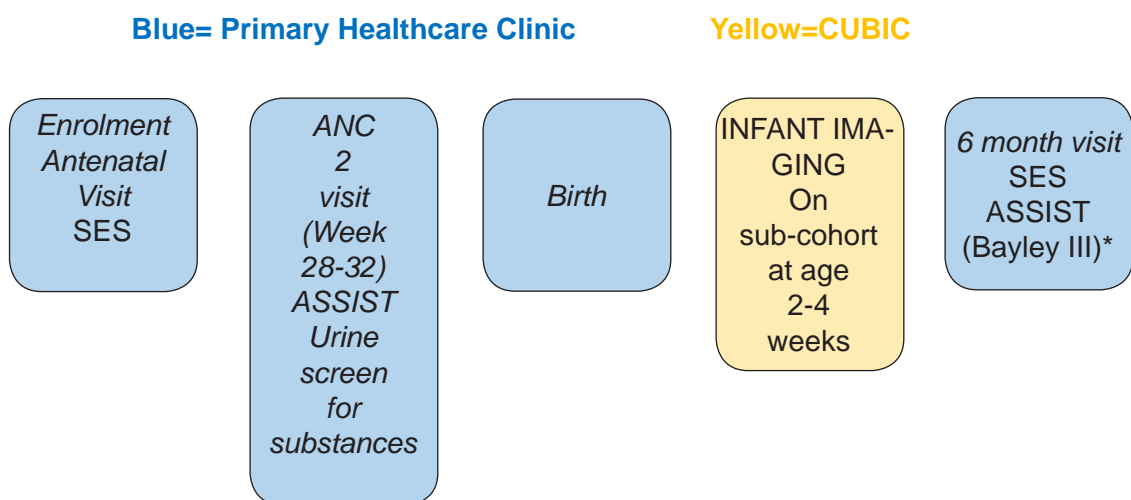 Blue= Primary Healthcare Clinic
Yellow=CUBIC
Enrolment
Antenatal
Visit
SES
ANC
2
visit
(Week
28-32)
ASSIST
Urine
screen
for
substances
Birth
INFANT IMA-
GING
On
sub-cohort
at age
2-4
weeks
6 month visit
SES
ASSIST
(Bayley III)*